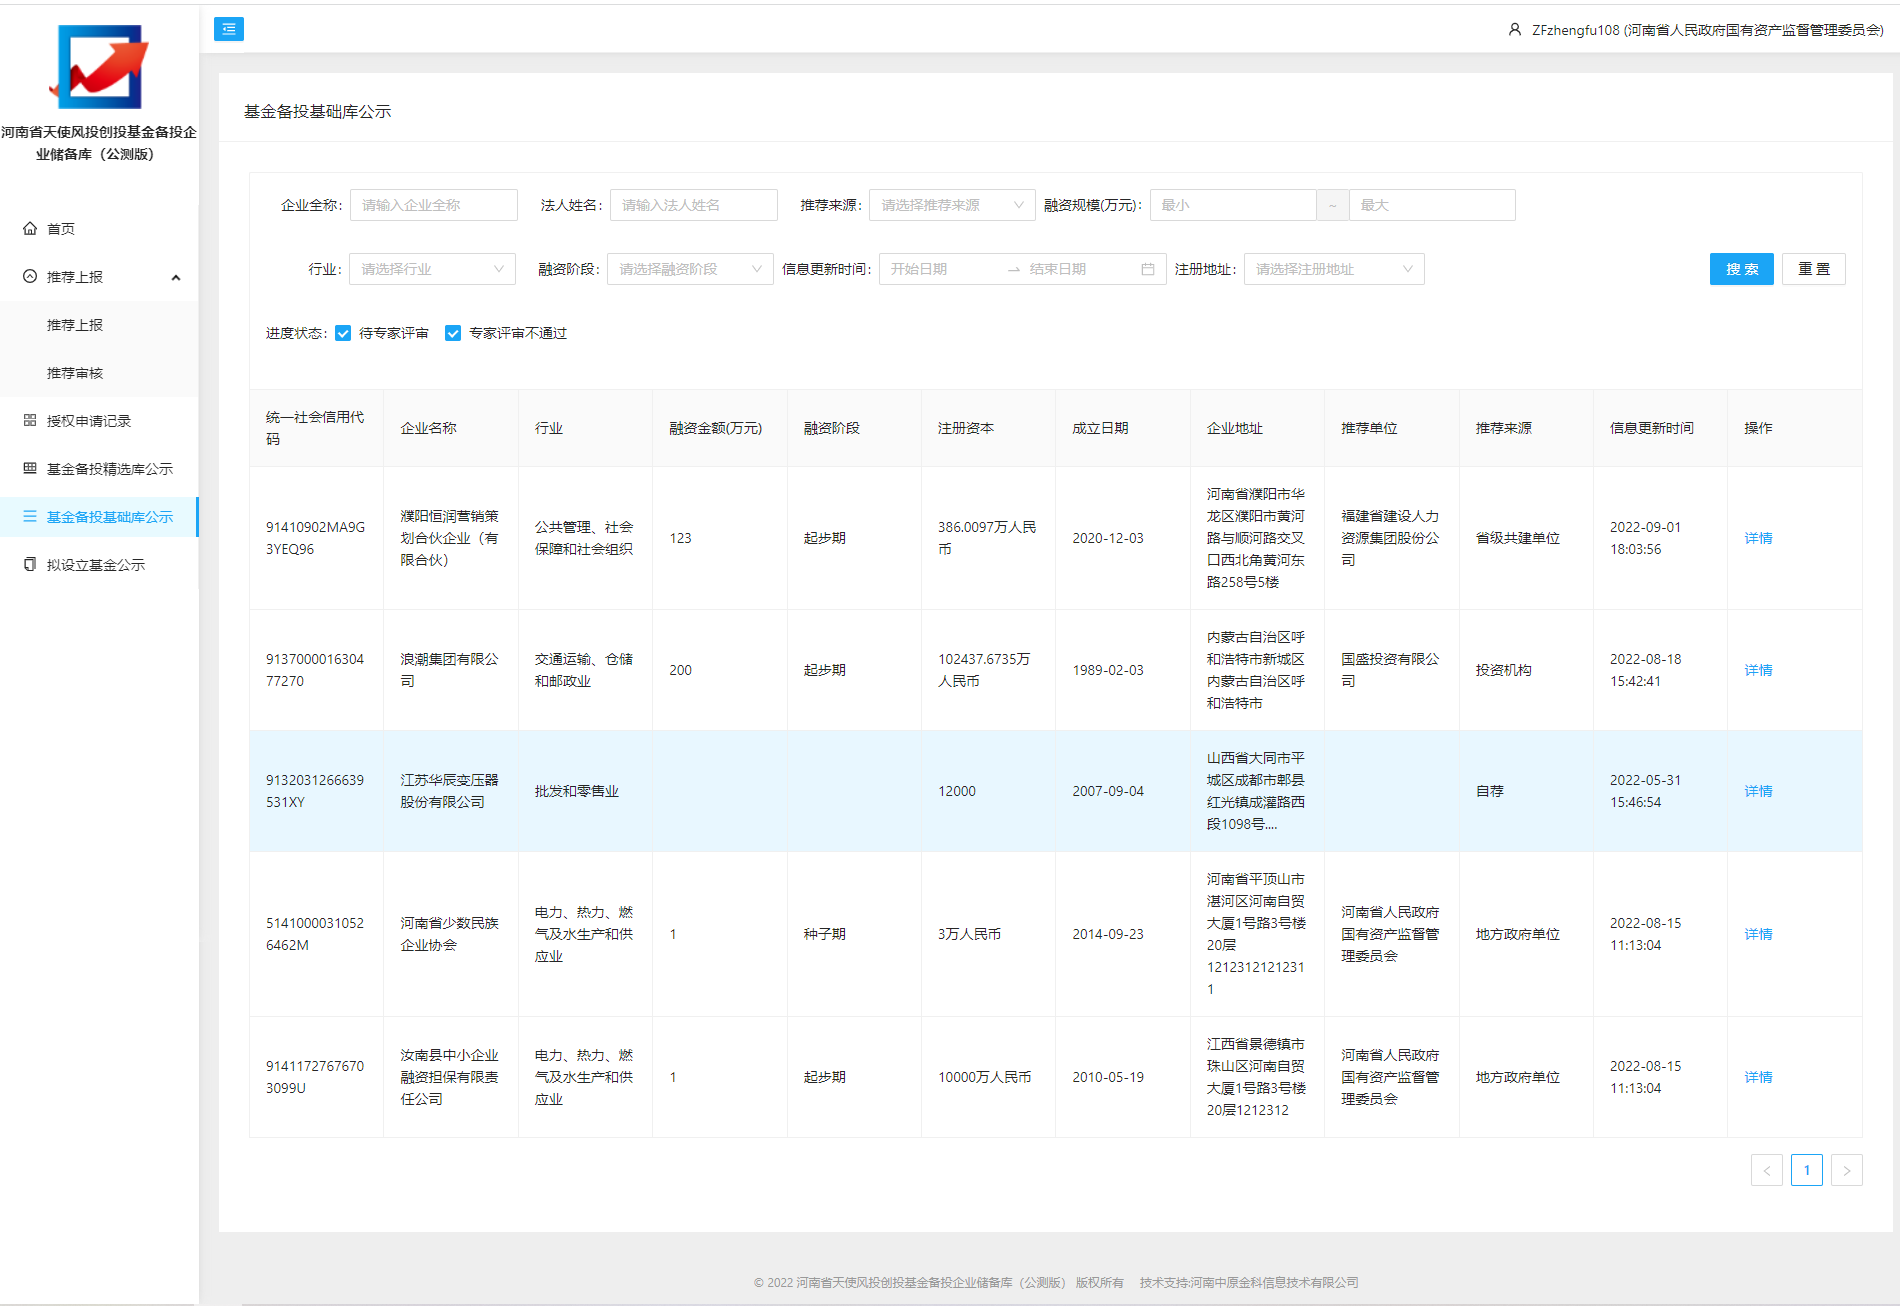 ZFzhengfu108 (河南省人民政府国有资产监督管理委员会)
河南省天使风投创投基金备投企
业储备库（公测版）
首页
推荐上报
推荐上报
推荐审核
授权申请记录
基金备投精选库公示
基金备投基础库公示
拟设立基金公示
基金备投基础库公示
企业全称: 请输入企业全称 法人姓名: 请输入法人姓名 推荐来源: 请选择推荐来源 融资规模(万元): 最小 ~ 最大
行业: 请选择行业 融资阶段: 请选择融资阶段 信息更新时间: 开始日期 结束日期 注册地址: 请选择注册地址 搜 索 重 置
进度状态: 待专家评审 专家评审不通过
统一社会信用代
码
企业名称
行业
融资金额(万元)
融资阶段
注册资本
成立日期
企业地址
推荐单位
推荐来源
信息更新时间
操作
91410902MA9G
3YEQ96
濮阳恒润营销策
划合伙企业（有
限合伙）
公共管理、社会
保障和社会组织
123
起步期
386.0097万人民
币
2020-12-03
河南省濮阳市华
龙区濮阳市黄河
路与顺河路交叉
口西北角黄河东
路258号5楼
福建省建设人力
资源集团股份公
司
省级共建单位
2022-09-01
18:03:56
详情
9137000016304
77270
浪潮集团有限公
司
交通运输、仓储
和邮政业
200
起步期
102437.6735万
人民币
1989-02-03
内蒙古自治区呼
和浩特市新城区
内蒙古自治区呼
和浩特市
国盛投资有限公
司
投资机构
2022-08-18
15:42:41
详情
9132031266639
531XY
江苏华辰变压器
股份有限公司
批发和零售业
12000
2007-09-04
山西省大同市平
城区成都市郫县
红光镇成灌路西
段1098号....
自荐
2022-05-31
15:46:54
详情
5141000031052
6462M
河南省少数民族
企业协会
电力、热力、燃
气及水生产和供
应业
1
种子期
3万人民币
2014-09-23
河南省平顶山市
湛河区河南自贸
大厦1号路3号楼
20层
1212312121231
1
河南省人民政府
国有资产监督管
理委员会
地方政府单位
2022-08-15
11:13:04
详情
9141172767670
3099U
汝南县中小企业
融资担保有限责
任公司
电力、热力、燃
气及水生产和供
应业
1
起步期
10000万人民币
2010-05-19
江西省景德镇市
珠山区河南自贸
大厦1号路3号楼
20层1212312
河南省人民政府
国有资产监督管
理委员会
地方政府单位
2022-08-15
11:13:04
详情
< 1 >
© 2022 河南省天使风投创投基金备投企业储备库（公测版） 版权所有 技术支持:河南中原金科信息技术有限公司